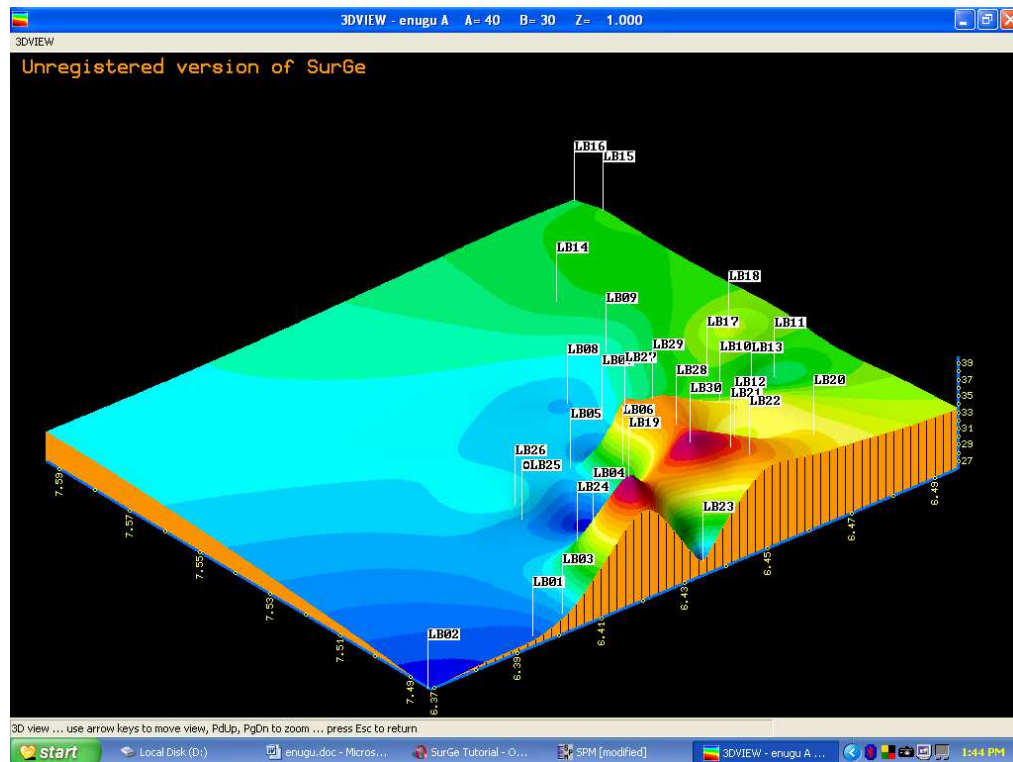 3DVIEW - enugu A A= 40 B= 30 Z= 1.000
3DVIEW
Unregistered version of SurGe
LB16
LB15
LB14
LB18
LB09
LB17
LB11
LB29
LB10
LB13
LB08
LB27
LB28
LB30
LB12
LB20
LB21
LB22
LB05
LB06
LB19
LB26
LB25
LB04
LB24
LB23
LB03
LB01
LB02
39
37
35
33
31
29
27
7.59
7.57
7.55
7.53
7.51
7.49
6.37
6.39
6.41
6.43
6.45
6.47
6.49
3D view ... use arrow keys to move view, PdUp, PgDn to zoom ... press Esc to return
start
Local Disk (D:)
enugu.doc - Micros...
SurGe Tutorial - O...
SPM [modified]
3DVIEW - enugu A ...
1:44 PM